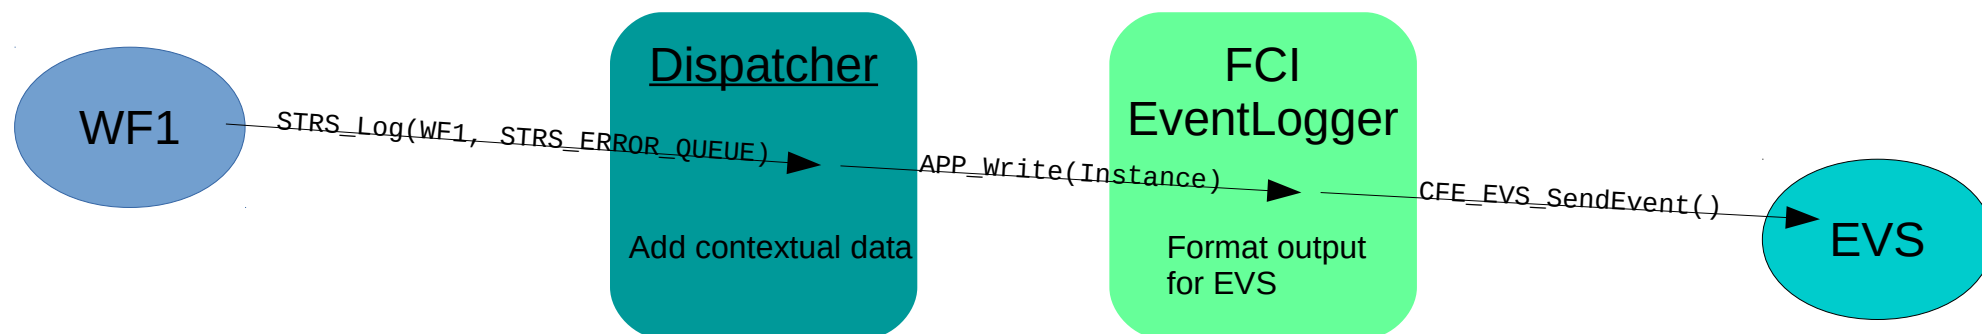 WF1
STRS_Log(WF1, STRS_ERROR_QUEUE)
Dispatcher
Add contextual data
APP_Write(Instance)
FCI
EventLogger
Format output
for EVS
CFE_EVS_SendEvent()
EVS